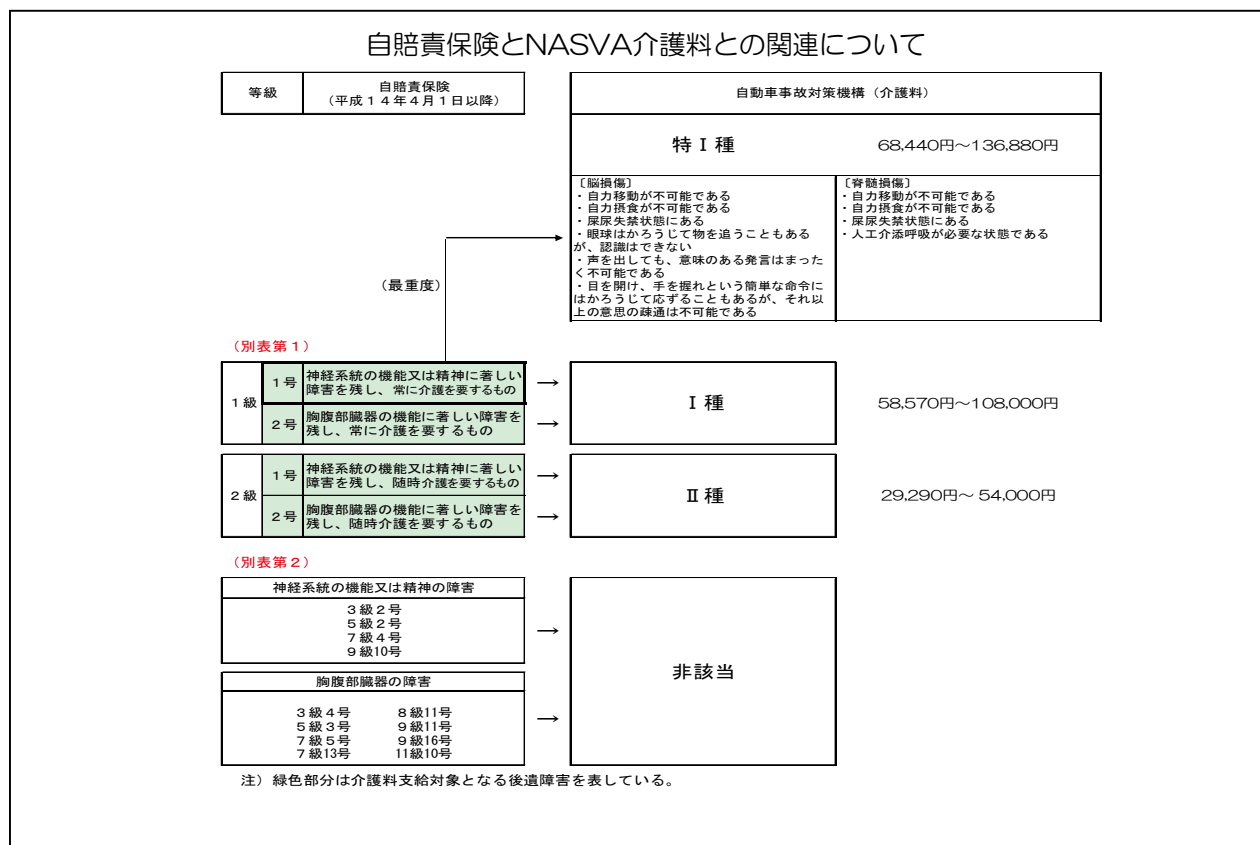 自賠責保険とNASVA介護料との関連について
等級
自賠責保険
（平成１４年４月１日以降）
自動車事故対策機構（介護料）
特Ⅰ種
68,440円～136,880円
〔脳損傷〕
・自力移動が不可能である
・自力摂食が不可能である
・屎尿失禁状態にある
・眼球はかろうじて物を追うこともある
が、認識はできない
・声を出しても、意味のある発言はまった
く不可能である
・目を開け、手を握れという簡単な命令に
はかろうじて応ずることもあるが、それ以
上の意思の疎通は不可能である
〔脊髄損傷〕
・自力移動が不可能である
・自力摂食が不可能である
・屎尿失禁状態にある
・人工介添呼吸が必要な状態である
（最重度）
（別表第１）
１級
１号
神経系統の機能又は精神に著しい
障害を残し、常に介護を要するもの
→
２号
胸腹部臓器の機能に著しい障害を
残し、常に介護を要するもの
→
Ⅰ種
58,570円～108,000円
２級
１号
神経系統の機能又は精神に著しい
障害を残し、随時介護を要するもの
→
２号
胸腹部臓器の機能に著しい障害を
残し、随時介護を要するもの
→
Ⅱ種
29,290円～ 54,000円
（別表第２）
神経系統の機能又は精神の障害
３級２号
５級２号
７級４号
９級10号
→
胸腹部臓器の障害
３級４号 ８級11号
５級３号 ９級11号
７級５号 ９級16号
７級13号 11級10号
→
非該当
注）緑色部分は介護料支給対象となる後遺障害を表している。